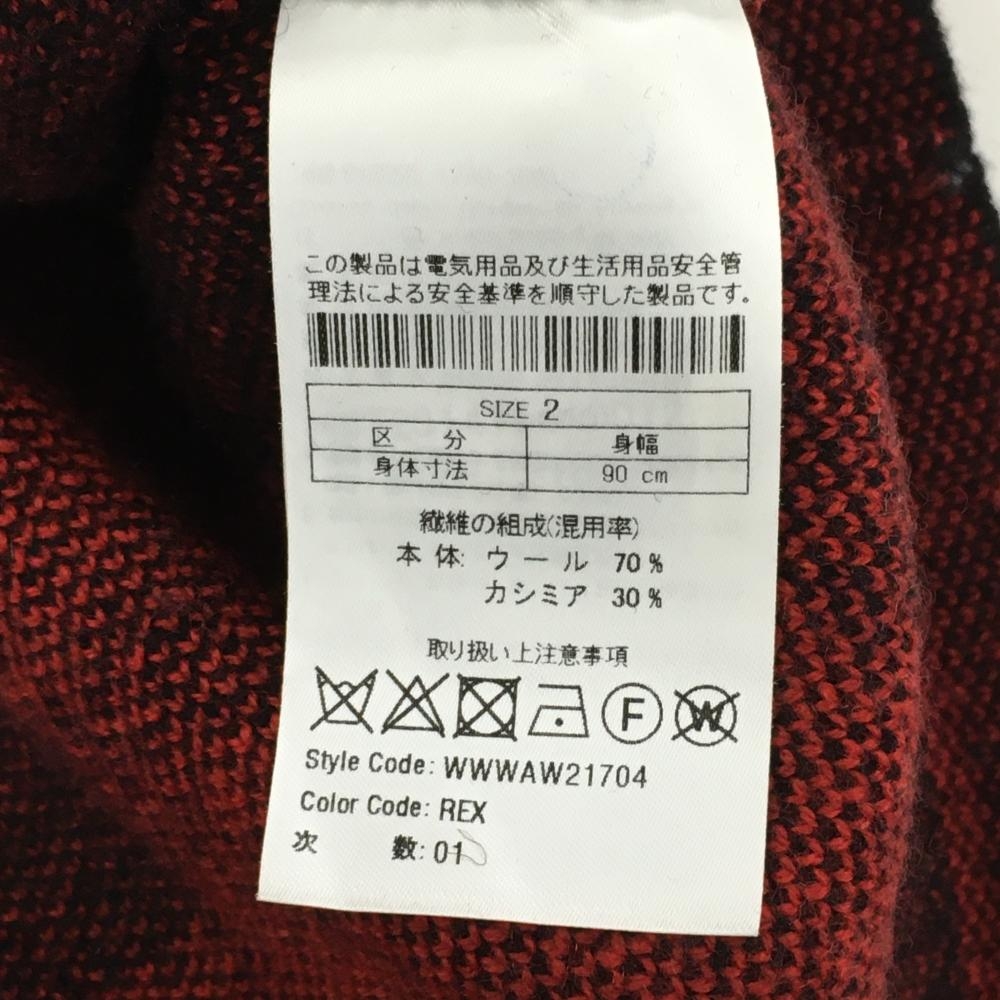 この製品は電気用品及び生活用品安全管
理法による安全基準を順守した製品です。
SIZE 2
区 分 身幅
身体寸法 90 cm
繊維の組成(混用率)
本 体: ウ ー ル 70 %
カシミア 30 %
取り扱い上注意事項
F W
Style Code: WWWAW21704
Color Code: REX
次 数: 01